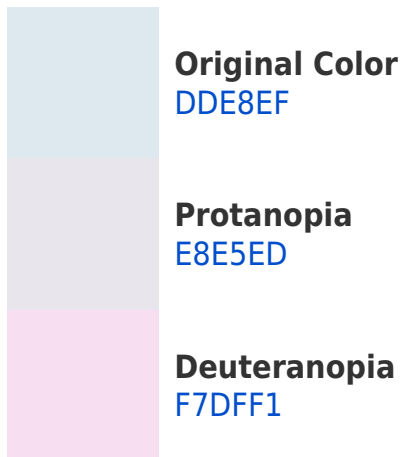 Original Color
DDE8EF
Protanopia
E8E5ED
Deuteranopia
F7DFF1